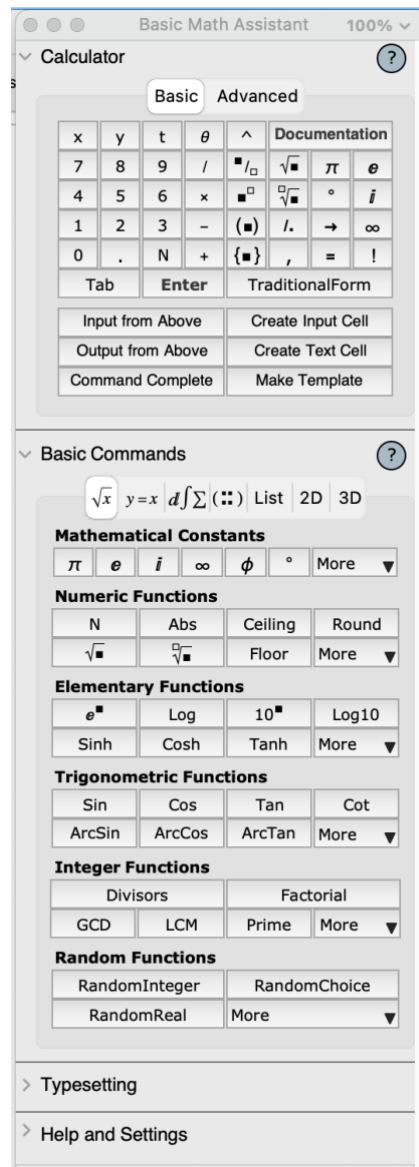 Basic Math Assistant 100%
Calculator ?
Basic Advanced
x y t θ ^ Documentation
7 8 9 / ■/□ √■ π e
4 5 6 × ■□ □√■ ° i
1 2 3 − (■) /. → ∞
0 . N + {■} , = !
Tab Enter TraditionalForm
Input from Above Create Input Cell
Output from Above Create Text Cell
Command Complete Make Template
Basic Commands ?
√x y=x d∫∑ (::) List 2D 3D
Mathematical Constants
π e i ∞ ϕ ° More ▼
Numeric Functions
N Abs Ceiling Round
√■ □√■ Floor More ▼
Elementary Functions
e■ Log 10■ Log10
Sinh Cosh Tanh More ▼
Trigonometric Functions
Sin Cos Tan Cot
ArcSin ArcCos ArcTan More ▼
Integer Functions
Divisors Factorial
GCD LCM Prime More ▼
Random Functions
RandomInteger RandomChoice
RandomReal More ▼
Typesetting
Help and Settings